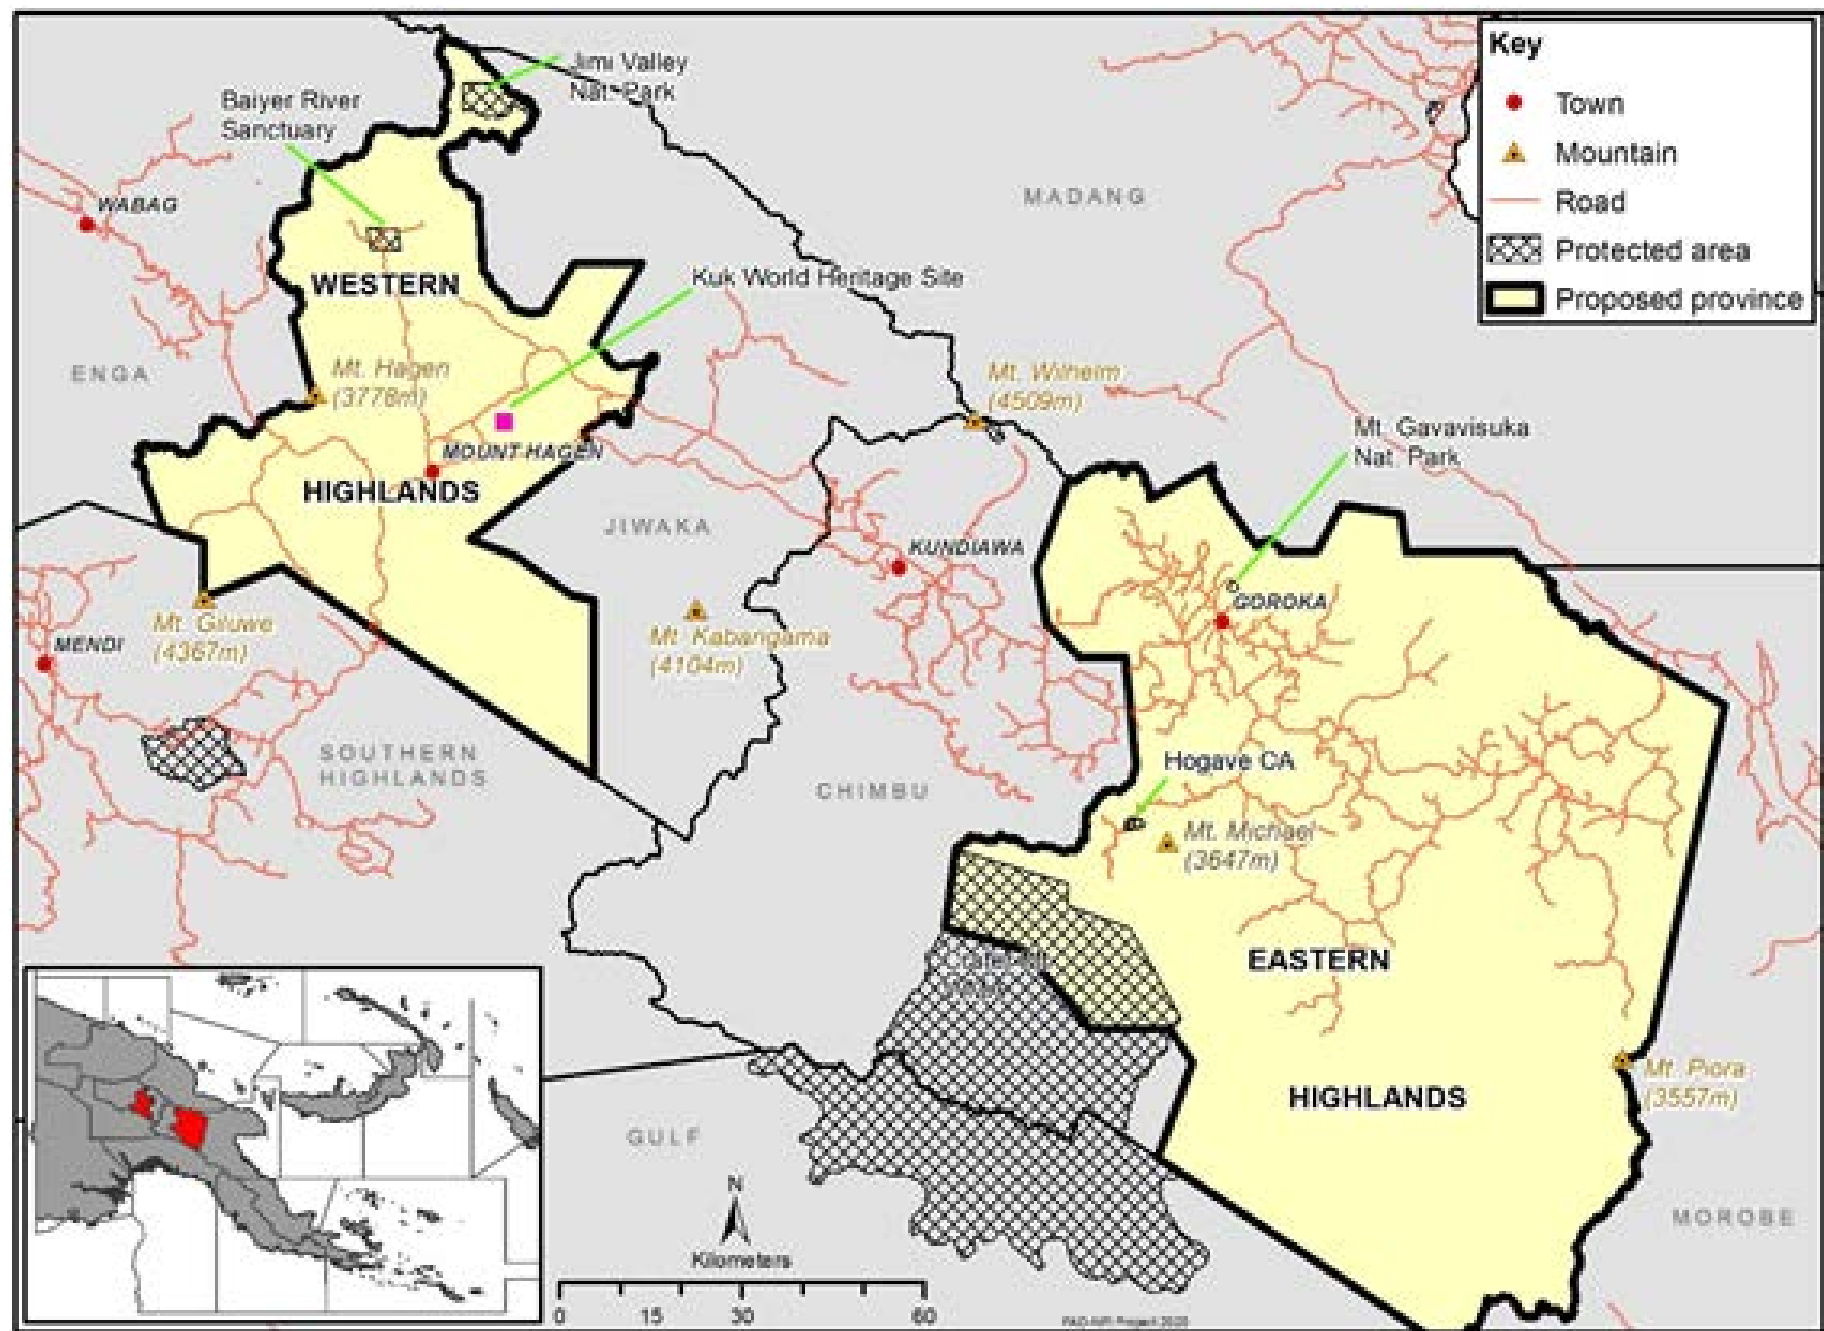 Key
Town
Mountain
Road
Protected area
Proposed province
Jimi Valley
Nat. Park
Baiyer River
Sanctuary
WABAG
MADANG
WESTERN
Kuk World Heritage Site
ENGA
Mt. Hagen
(3778m)
Mt. Wilhelm
(4509m)
Mt. Gavavisuka
Nat. Park
MOUNT HAGEN
HIGHLANDS
JIWAKA
KUNDIAWA
GOROKA
Mt. Giluwe
(4367m)
MENDI
Mt. Kabangama
(4104m)
SOUTHERN
HIGHLANDS
CHIMBU
Hogave CA
Mt. Michael
(3647m)
EASTERN
HIGHLANDS
Mt. Piora
(3557m)
GULF
MOROBE
N
Kilometers
0 15 30 60